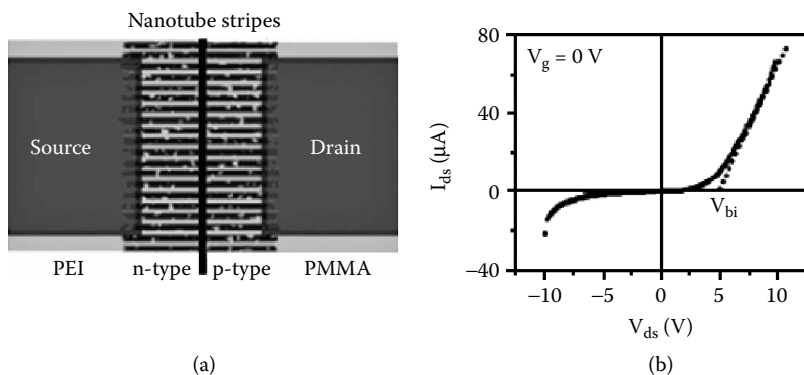 Nanotube stripes
Source
Drain
PEI n-type p-type PMMA
(a)
80
40
0
−40
I_ds (μA)
V_g = 0 V
V_bi
−10 −5 0 5 10
V_ds (V)
(b)